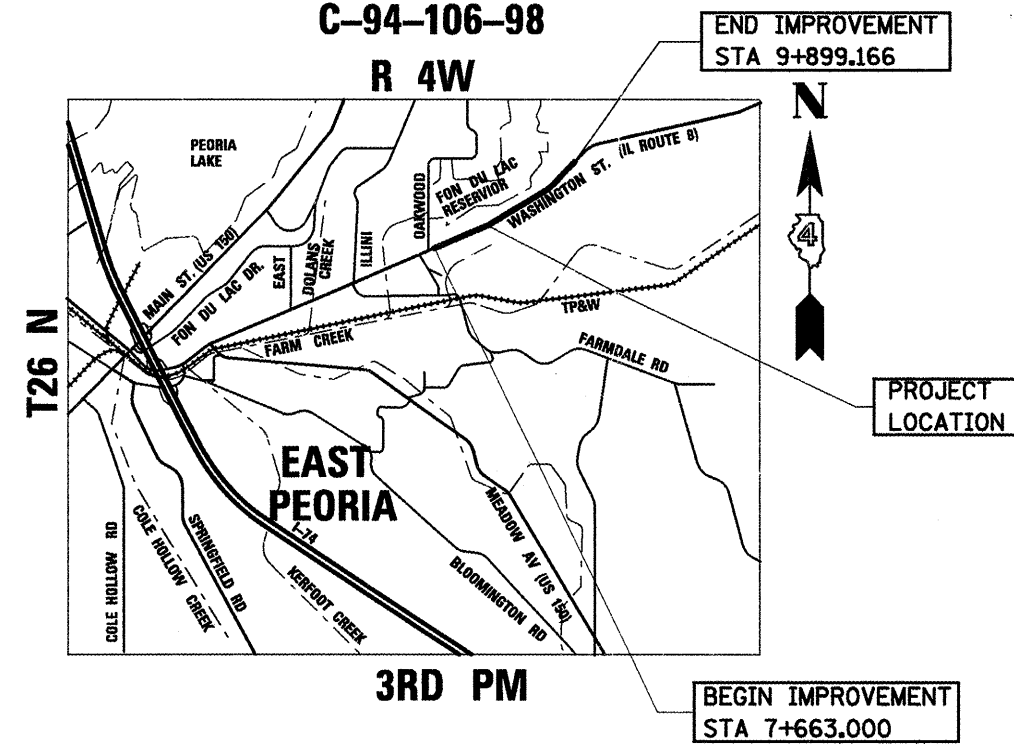 C-94-106-98
R 4W
END IMPROVEMENT
STA 9+899.166
N
4
PEORIA
LAKE
MAIN ST. (US 150)
FON DU LAC DR.
EAST
DOLANS
CREEK
ILLINI
OAKWOOD
FON DU LAC
RESERVIOR
WASHINGTON ST. (IL ROUTE 8)
TP&W
FARM CREEK
FARMDALE RD
T26 N
PROJECT
LOCATION
EAST
PEORIA
I-74
COLE HOLLOW RD
COLE HOLLOW CREEK
SPRINGFIELD RD
KERFOOT CREEK
BLOOMINGTON RD
MEADOW AV (US 150)
3RD PM
BEGIN IMPROVEMENT
STA 7+663.000